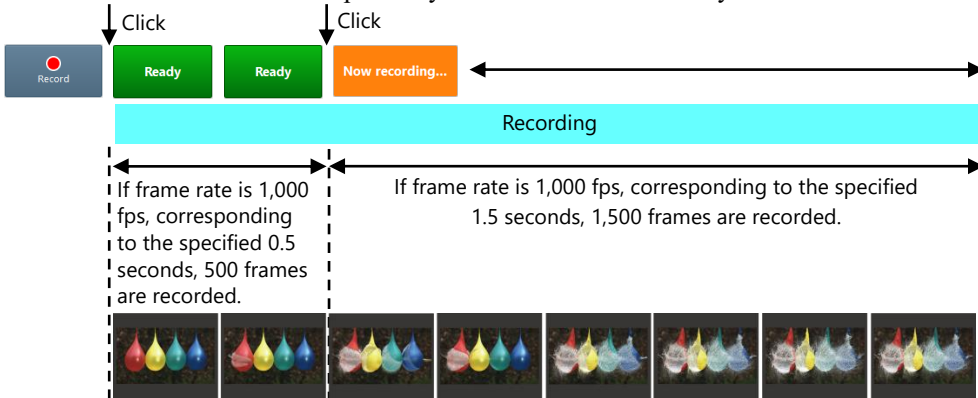 Click
Click
Record
Ready
Ready
Now recording...
Recording
If frame rate is 1,000
fps, corresponding
to the specified 0.5
seconds, 500 frames
are recorded.
If frame rate is 1,000 fps, corresponding to the specified
1.5 seconds, 1,500 frames are recorded.